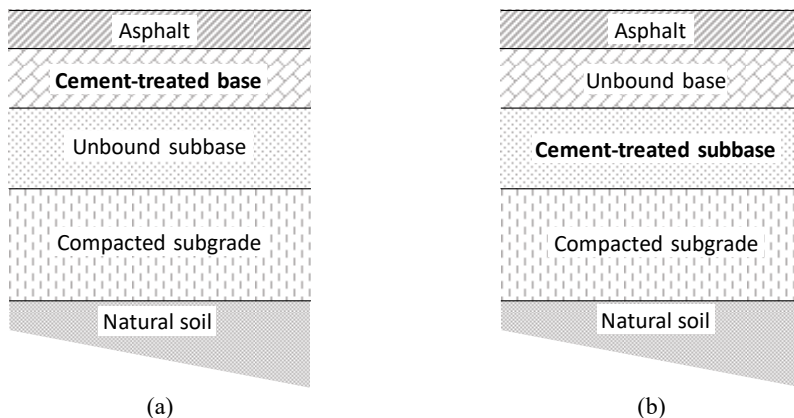 Asphalt
Cement-treated base
Unbound subbase
Compacted subgrade
Natural soil
(a)
Asphalt
Unbound base
Cement-treated subbase
Compacted subgrade
Natural soil
(b)